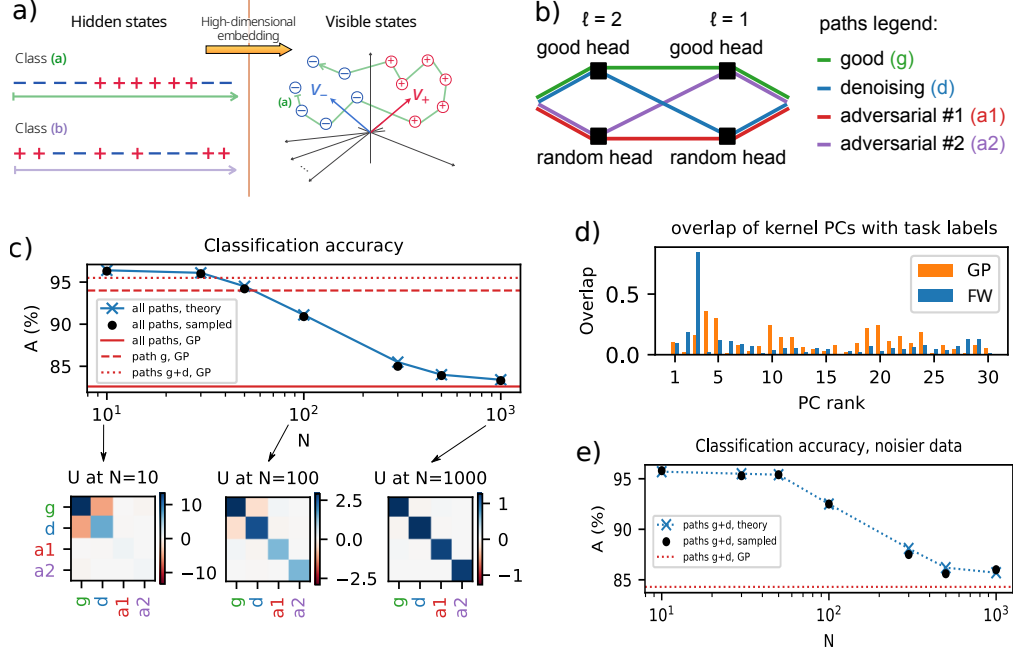 a)
Hidden states
High-dimensional
embedding
Visible states
Class (a)
− − − − + + + + + + − −
Class (b)
+ + − − + − + − − − + +
(a)
V−
V+
...
b)
ℓ = 2
ℓ = 1
good head
good head
random head
random head
paths legend:
good (g)
denoising (d)
adversarial #1 (a1)
adversarial #2 (a2)
c)
Classification accuracy
A (%)
95
90
85
all paths, theory
all paths, sampled
all paths, GP
path g, GP
paths g+d, GP
10¹
10²
10³
N
U at N=10
U at N=100
U at N=1000
g
d
a1
a2
10
0
−10
2.5
0.0
−2.5
1
0
−1
g d a1 a2
g d a1 a2
g d a1 a2
d)
overlap of kernel PCs with task labels
Overlap
0.5
0.0
GP
FW
1 5 10 15 20 25 30
PC rank
e)
Classification accuracy, noisier data
A (%)
95
90
85
paths g+d, theory
paths g+d, sampled
paths g+d, GP
10¹
10²
10³
N